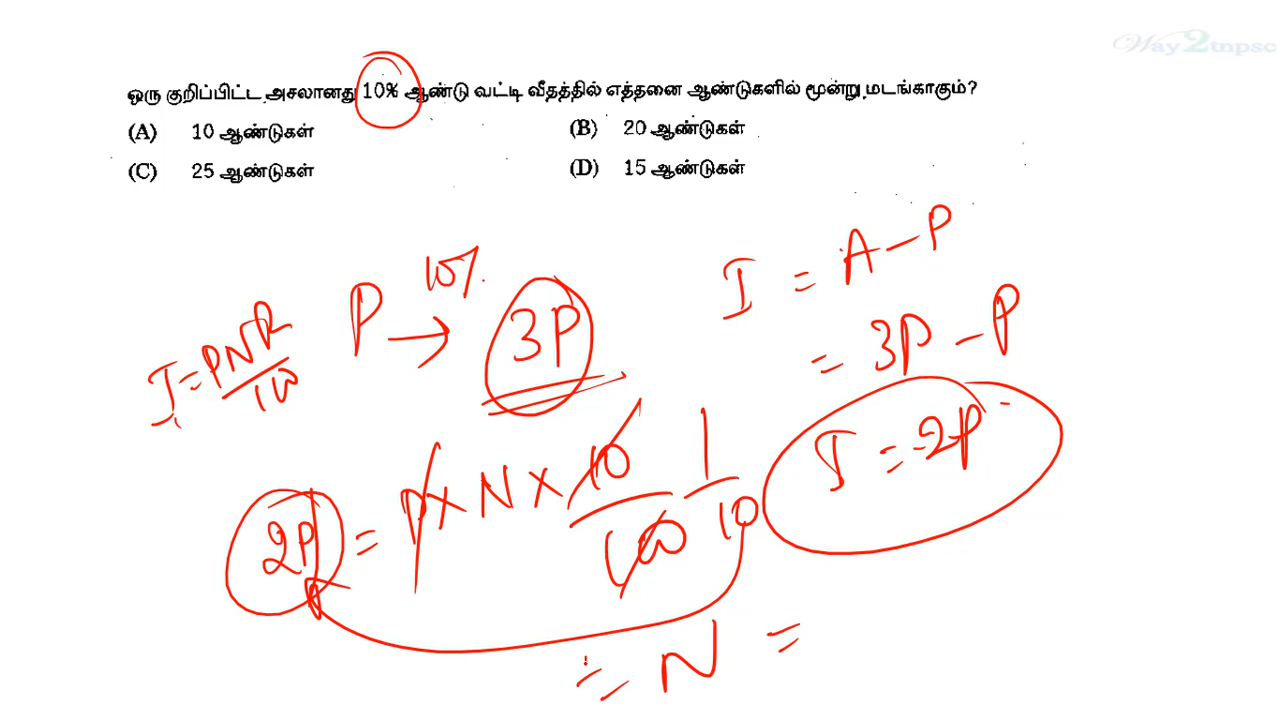 Way2tnpsc
ஒரு குறிப்பிட்ட அசலானது 10% ஆண்டு வட்டி வீதத்தில் எத்தனை ஆண்டுகளில் மூன்று மடங்காகும்?
(A) 10 ஆண்டுகள் (B) 20 ஆண்டுகள்
(C) 25 ஆண்டுகள் (D) 15 ஆண்டுகள்
I = A - P
P → 10% 3P
I = PNR/100
= 3P - P
I = 2P
2P = P × N × 10/100 1/10
= N =